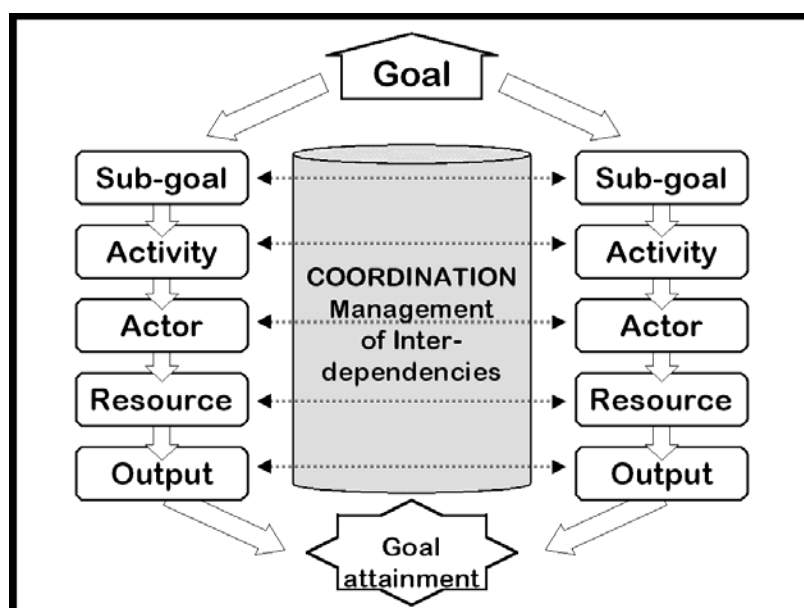 Goal
Sub-goal
Sub-goal
Activity
Activity
COORDINATION
Management
of Inter-
dependencies
Actor
Actor
Resource
Resource
Output
Output
Goal
attainment